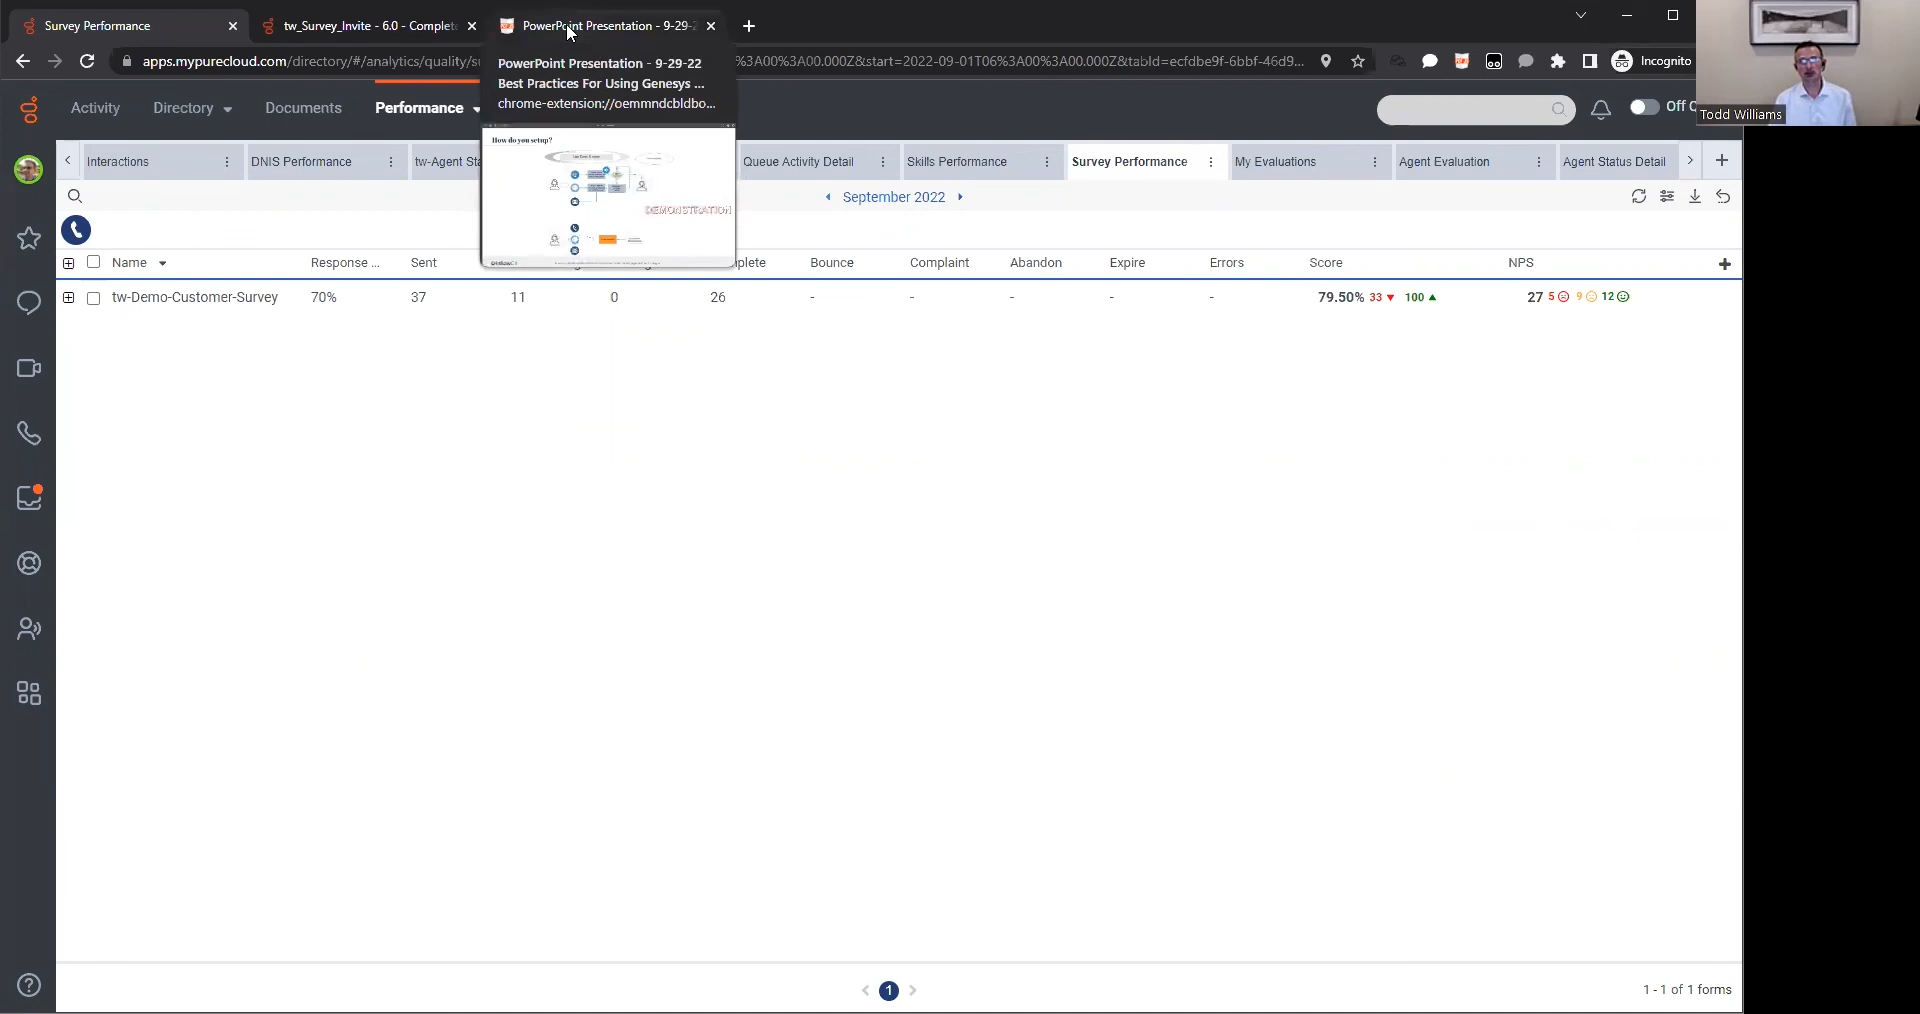 Survey Performance
tw_Survey_Invite - 6.0 - Complete
PowerPoint Presentation - 9-29-2
apps.mypurecloud.com/directory/#/analytics/quality/su
%3A00%3A00.000Z&start=2022-09-01T06%3A00%3A00.000Z&tabId=ecfdbe9f-6bbf-46d9...
Incognito
PowerPoint Presentation - 9-29-22
Best Practices For Using Genesys ...
chrome-extension://oemmndcbldbo...
How do you setup?
DEMONSTRATION
Activity
Directory
Documents
Performance
Off
Todd Williams
Interactions
DNIS Performance
tw-Agent Sta
Queue Activity Detail
Skills Performance
Survey Performance
My Evaluations
Agent Evaluation
Agent Status Detail
September 2022
Name Response ... Sent plete Bounce Complaint Abandon Expire Errors Score NPS
tw-Demo-Customer-Survey 70% 37 11 0 26 - - - - - 79.50% 33 100 27 5 9 12
1
1 - 1 of 1 forms